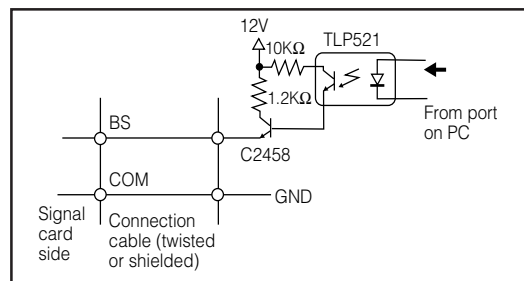 12V
TLP521
10KΩ
1.2KΩ
From port
on PC
BS
C2458
COM
GND
Signal
card
side
Connection
cable (twisted
or shielded)